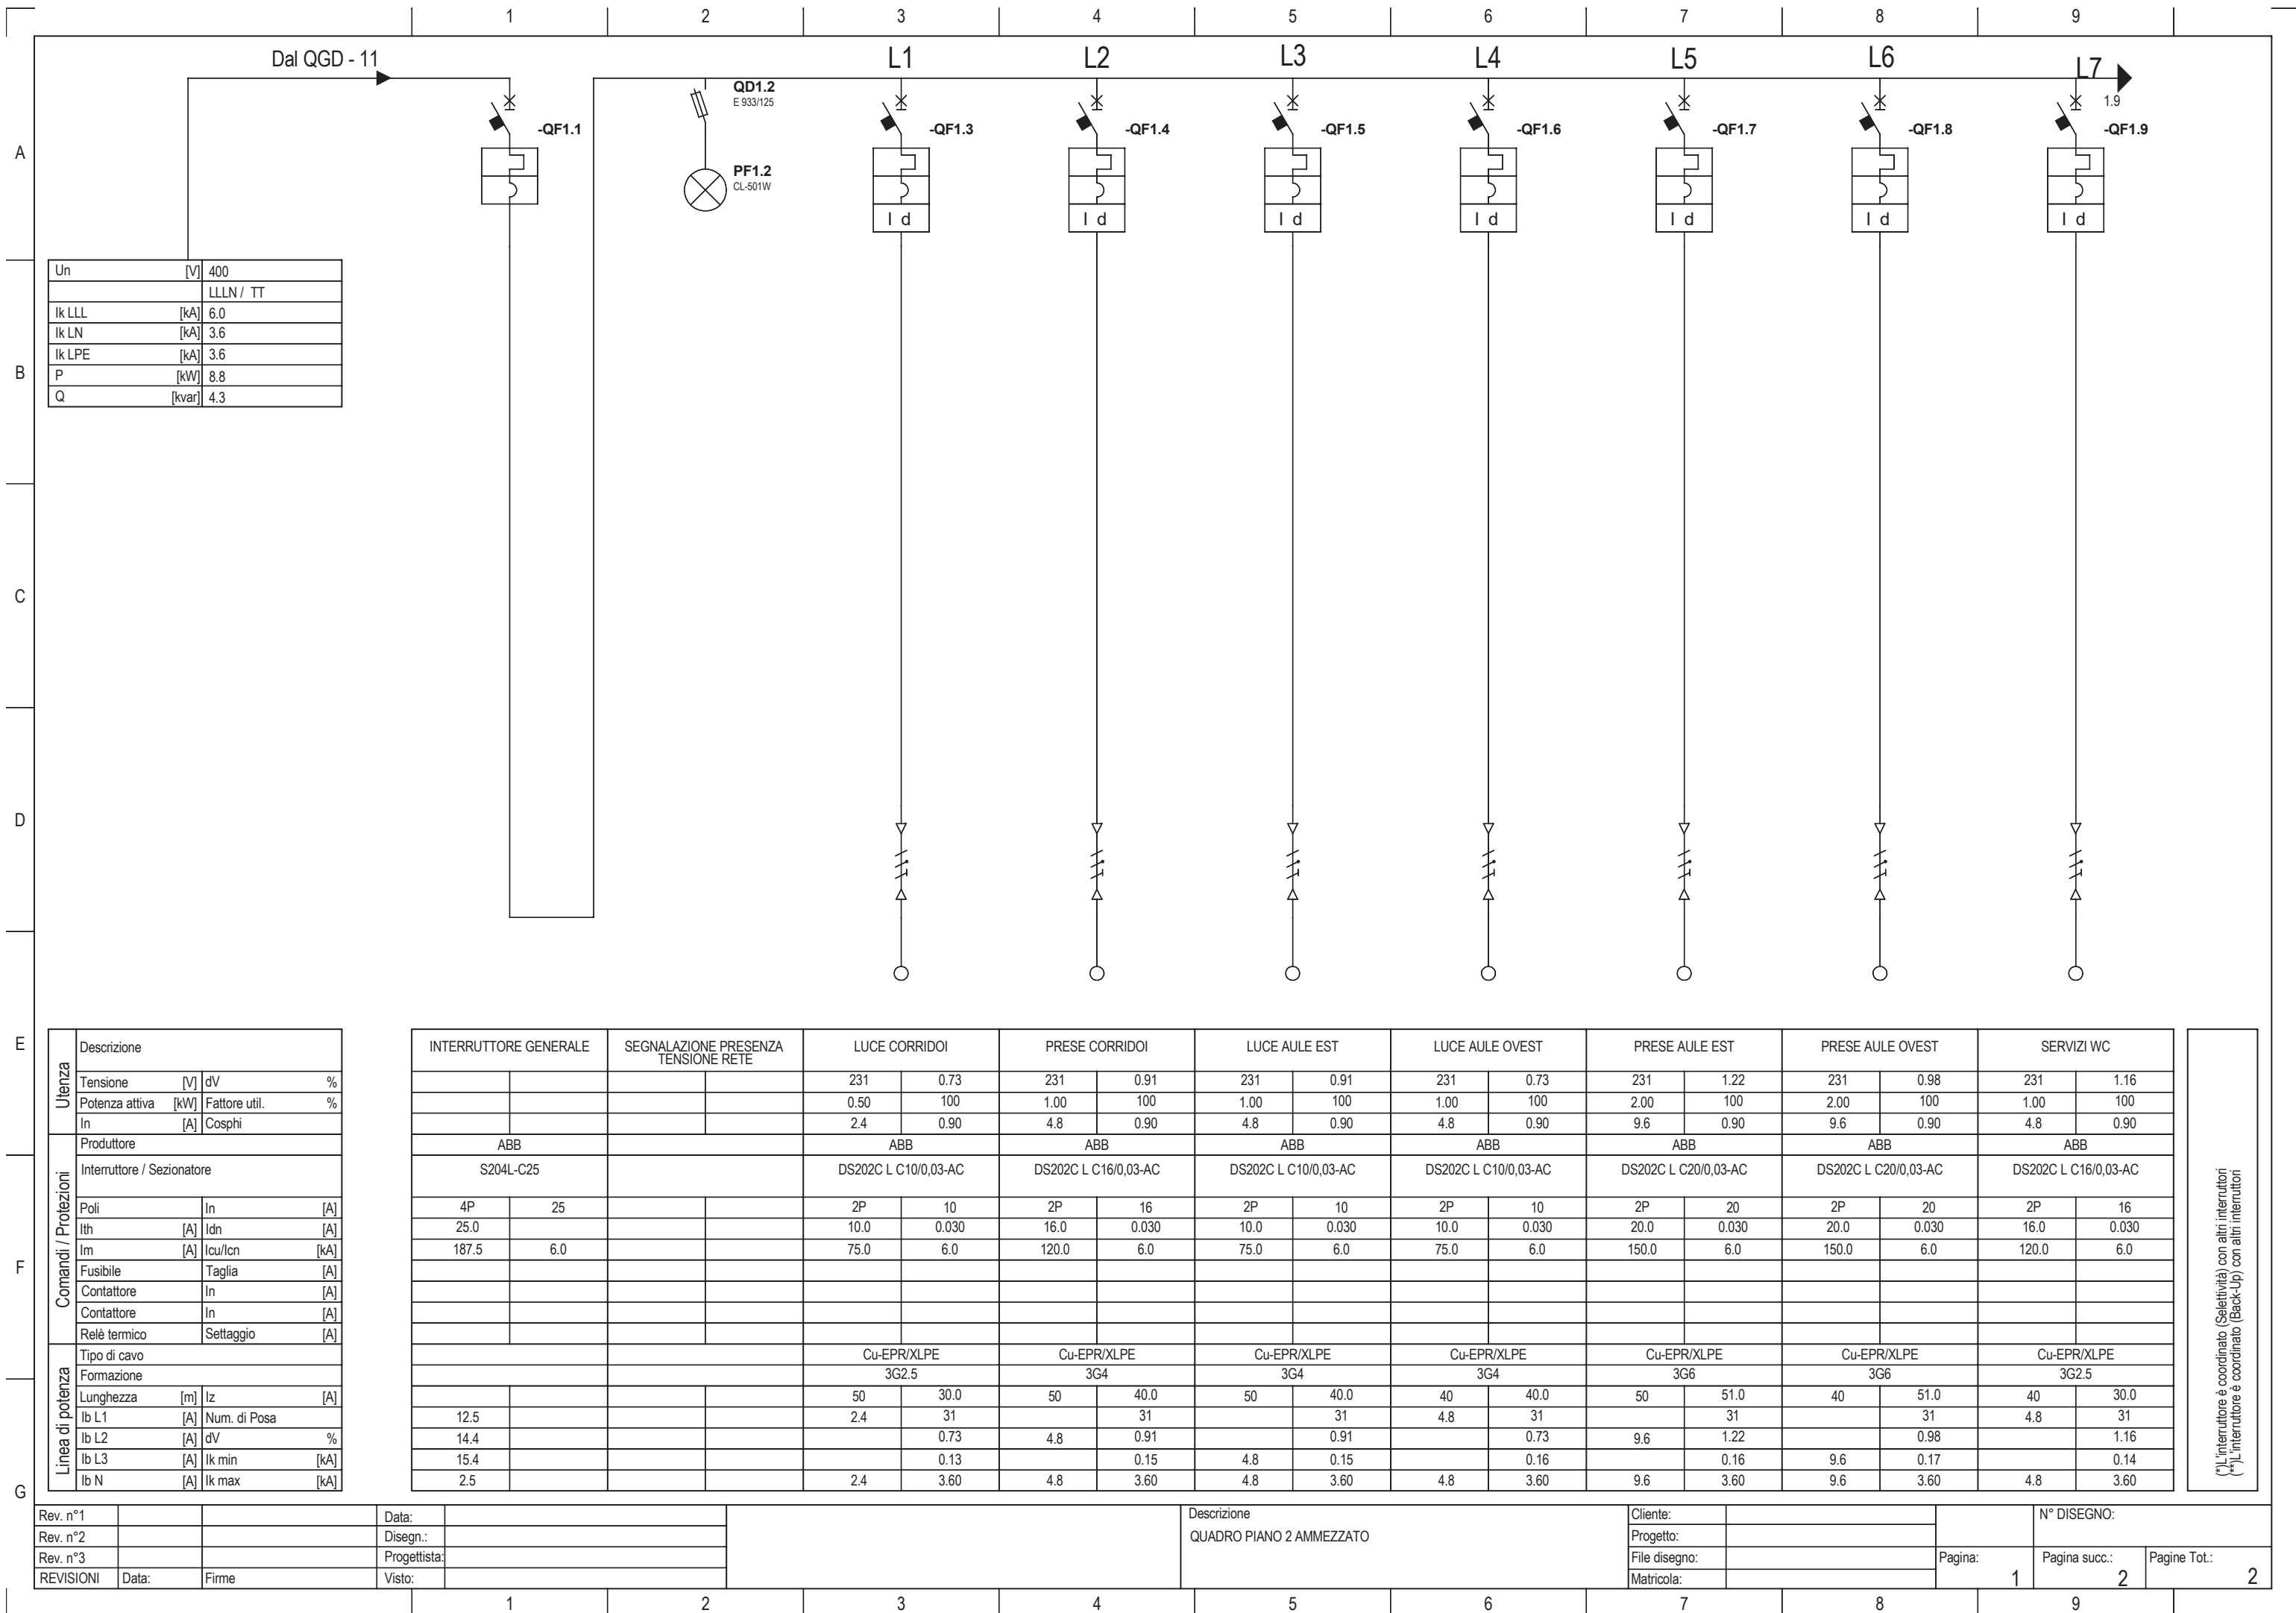 1 2 3 4 5 6 7 8 9
Dal QGD - 11
L1 L2 L3 L4 L5 L6 L7
1.9
QD1.2
E 933/125
-QF1.1 -QF1.3 -QF1.4 -QF1.5 -QF1.6 -QF1.7 -QF1.8 -QF1.9
A
PF1.2
CL-501W
I d I d I d I d I d I d I d
Un [V] 400
LLLN / TT
Ik LLL [kA] 6.0
Ik LN [kA] 3.6
Ik LPE [kA] 3.6
B
P [kW] 8.8
Q [kvar] 4.3
C
D
E
Utenza
Descrizione INTERRUTTORE GENERALE SEGNALAZIONE PRESENZA TENSIONE RETE LUCE CORRIDOI PRESE CORRIDOI LUCE AULE EST LUCE AULE OVEST PRESE AULE EST PRESE AULE OVEST SERVIZI WC
Tensione [V] dV % 231 0.73 231 0.91 231 0.91 231 0.73 231 1.22 231 0.98 231 1.16
Potenza attiva [kW] Fattore util. % 0.50 100 1.00 100 1.00 100 1.00 100 2.00 100 2.00 100 1.00 100
In [A] Cosphi 2.4 0.90 4.8 0.90 4.8 0.90 4.8 0.90 9.6 0.90 9.6 0.90 4.8 0.90
Comandi / Protezioni
Produttore ABB ABB ABB ABB ABB ABB ABB ABB
Interruttore / Sezionatore S204L-C25 DS202C L C10/0,03-AC DS202C L C16/0,03-AC DS202C L C10/0,03-AC DS202C L C10/0,03-AC DS202C L C20/0,03-AC DS202C L C20/0,03-AC DS202C L C16/0,03-AC
Poli In [A] 4P 25 2P 10 2P 16 2P 10 2P 10 2P 20 2P 20 2P 16
Ith [A] Idn [A] 25.0 10.0 0.030 16.0 0.030 10.0 0.030 10.0 0.030 20.0 0.030 20.0 0.030 16.0 0.030
Im [A] Icu/Icn [kA] 187.5 6.0 75.0 6.0 120.0 6.0 75.0 6.0 75.0 6.0 150.0 6.0 150.0 6.0 120.0 6.0
F
Fusibile Taglia [A]
Contattore In [A]
Contattore In [A]
Relè termico Settaggio [A]
Linea di potenza
Tipo di cavo Cu-EPR/XLPE Cu-EPR/XLPE Cu-EPR/XLPE Cu-EPR/XLPE Cu-EPR/XLPE Cu-EPR/XLPE Cu-EPR/XLPE
Formazione 3G2.5 3G4 3G4 3G4 3G6 3G6 3G2.5
Lunghezza [m] Iz [A] 50 30.0 50 40.0 50 40.0 40 40.0 50 51.0 40 51.0 40 30.0
Ib L1 [A] Num. di Posa 12.5 2.4 31 31 31 4.8 31 31 31 4.8 31
Ib L2 [A] dV % 14.4 0.73 4.8 0.91 0.91 0.73 9.6 1.22 0.98 1.16
Ib L3 [A] Ik min [kA] 15.4 0.13 0.15 4.8 0.15 0.16 0.16 9.6 0.17 0.14
Ib N [A] Ik max [kA] 2.5 2.4 3.60 4.8 3.60 4.8 3.60 4.8 3.60 9.6 3.60 9.6 3.60 4.8 3.60
G
(*)L'interruttore è coordinato (Selettività) con altri interruttori
(**)L'interruttore è coordinato (Back-Up) con altri interruttori
Rev. n°1 Data: Descrizione Cliente: N° DISEGNO:
Rev. n°2 Disegn.: QUADRO PIANO 2 AMMEZZATO Progetto:
Rev. n°3 Progettista: File disegno: Pagina: Pagina succ.: Pagine Tot.:
REVISIONI Data: Firme Visto: Matricola: 1 2 2
1 2 3 4 5 6 7 8 9